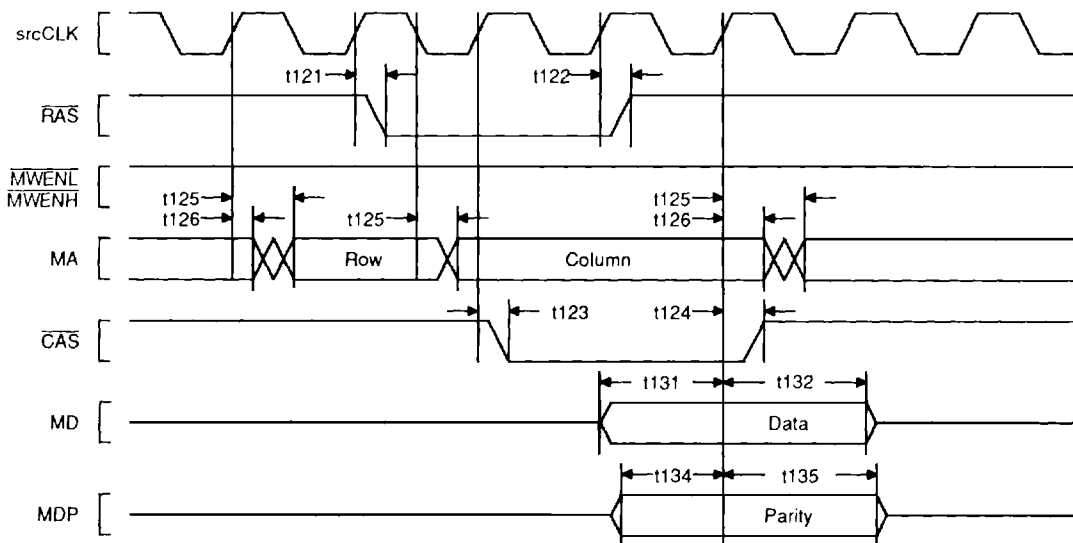 srcCLK
t121
t122
RAS
MWENL
MWENH
t125
t125
t125
t126
t126
MA
Row
Column
t123
t124
CAS
t131
t132
MD
Data
t134
t135
MDP
Parity